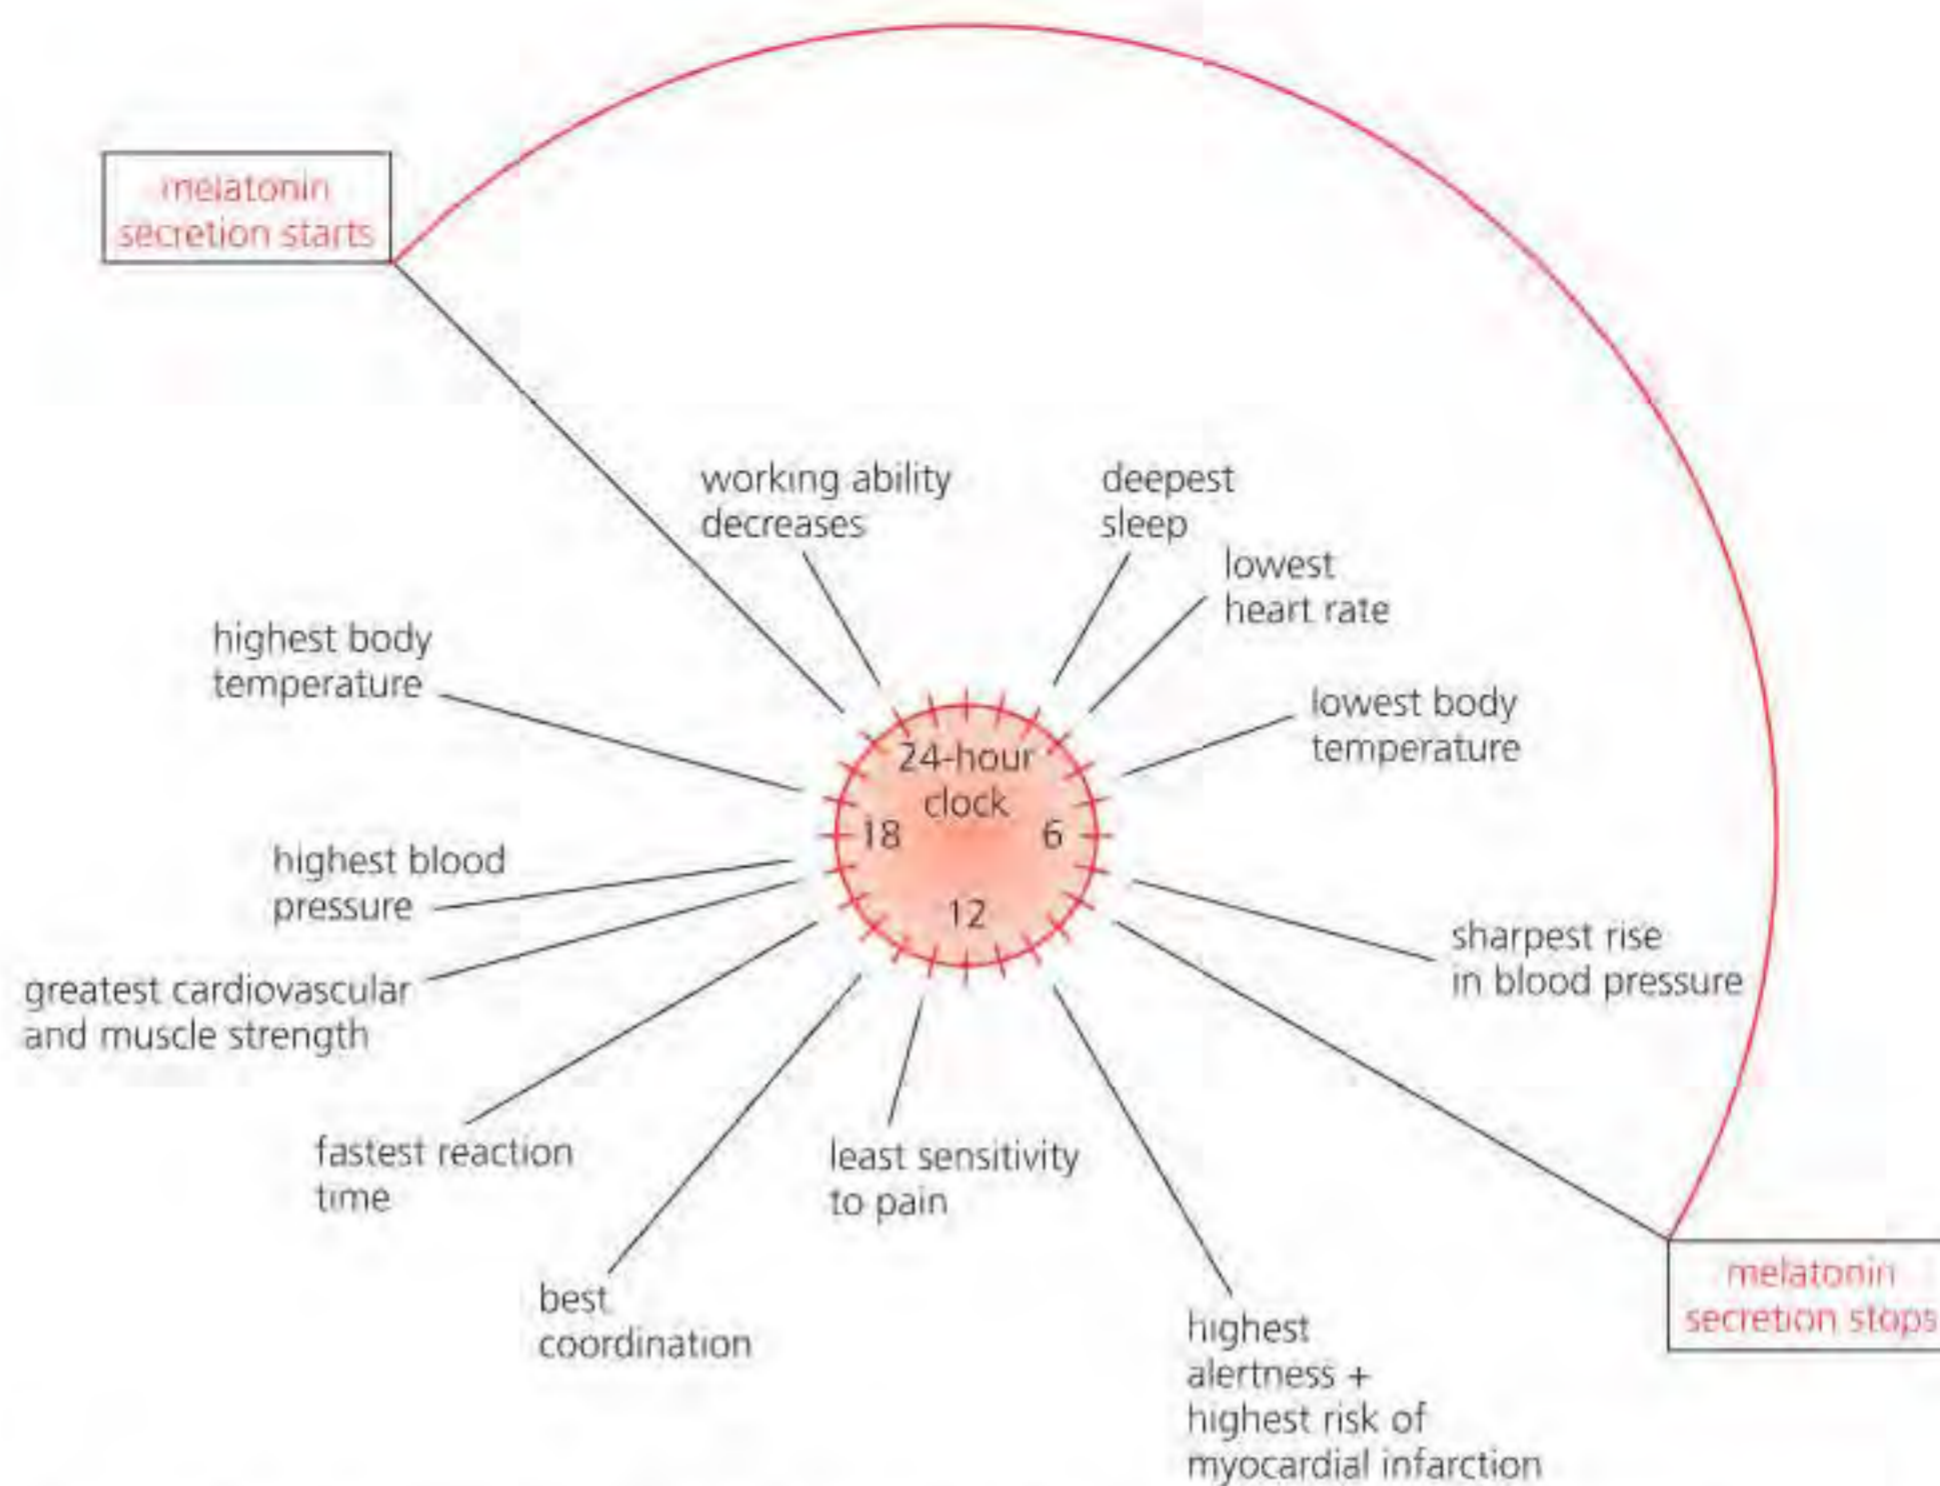 melatonin
secretion starts
working ability
decreases
deepest
sleep
lowest
heart rate
highest body
temperature
lowest body
temperature
24-hour
clock
18
6
12
highest blood
pressure
sharpest rise
in blood pressure
greatest cardiovascular
and muscle strength
fastest reaction
time
least sensitivity
to pain
best
coordination
melatonin
secretion stops
highest
alertness +
highest risk of
myocardial infarction